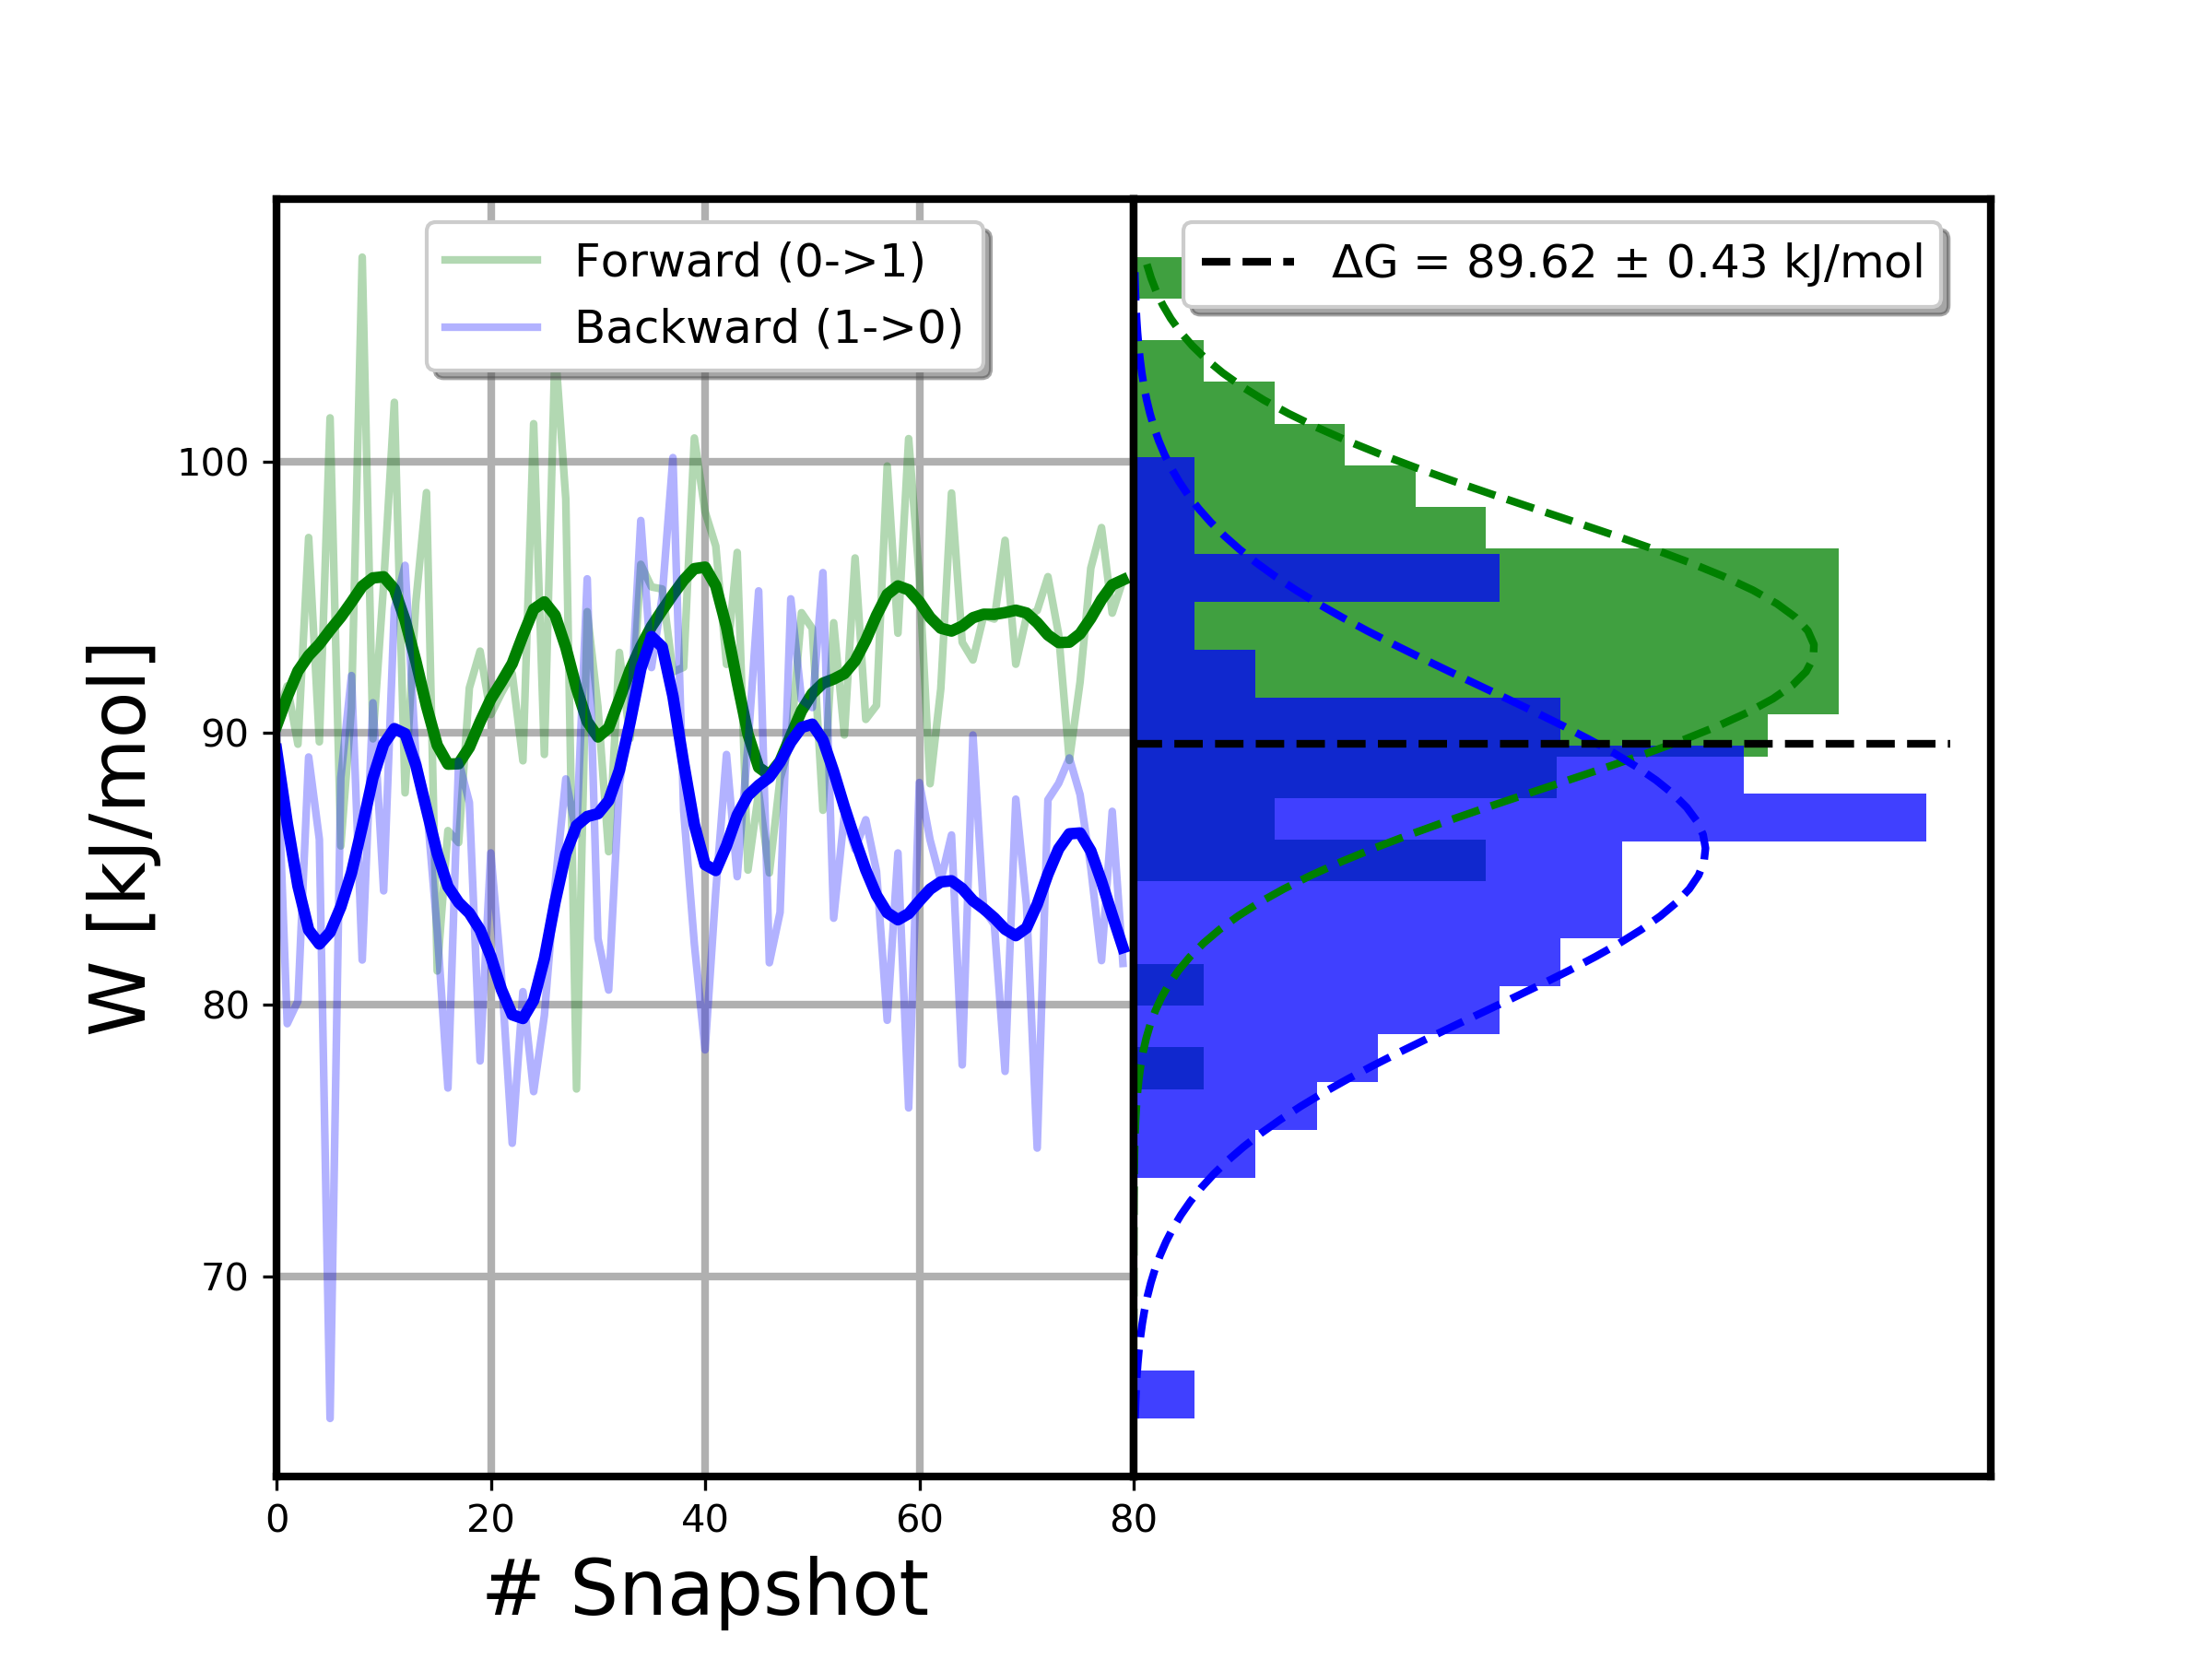 Forward (0->1)
Backward (1->0)
ΔG = 89.62 ± 0.43 kJ/mol
W [kJ/mol]
100
90
80
70
0
20
40
60
80
# Snapshot